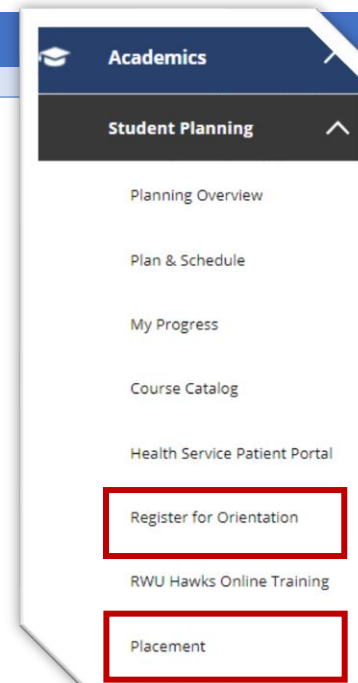 Academics
Student Planning
Planning Overview
Plan & Schedule
My Progress
Course Catalog
Health Service Patient Portal
Register for Orientation
RWU Hawks Online Training
Placement